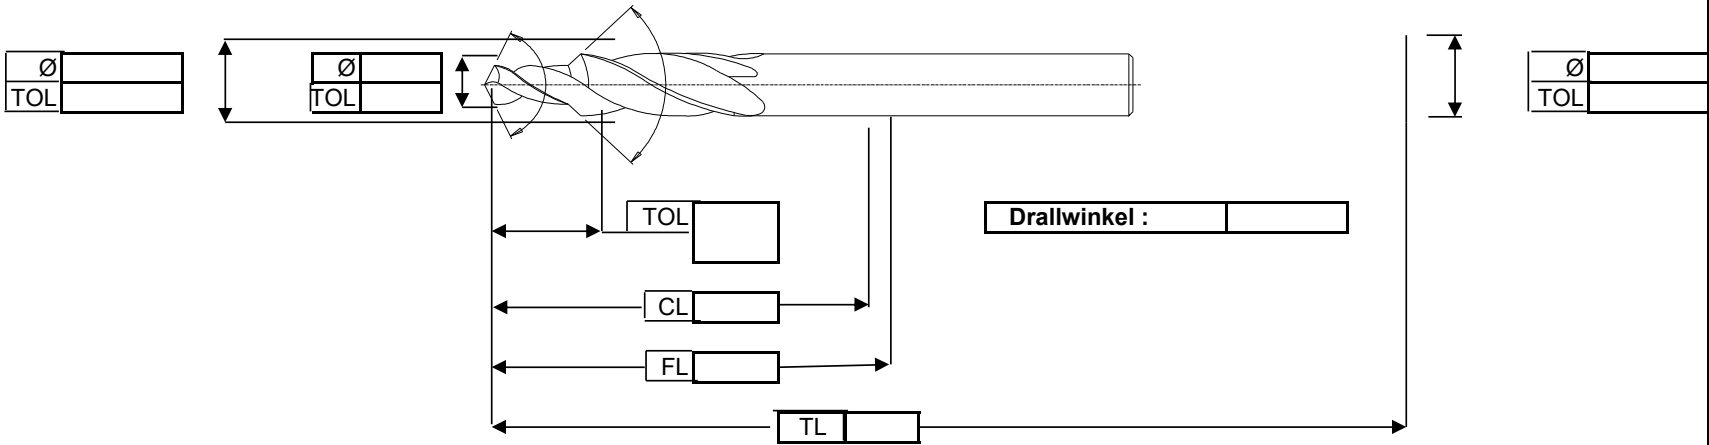 Ø
TOL
Ø
TOL
Ø
TOL
TOL
Drallwinkel :
CL
FL
TL